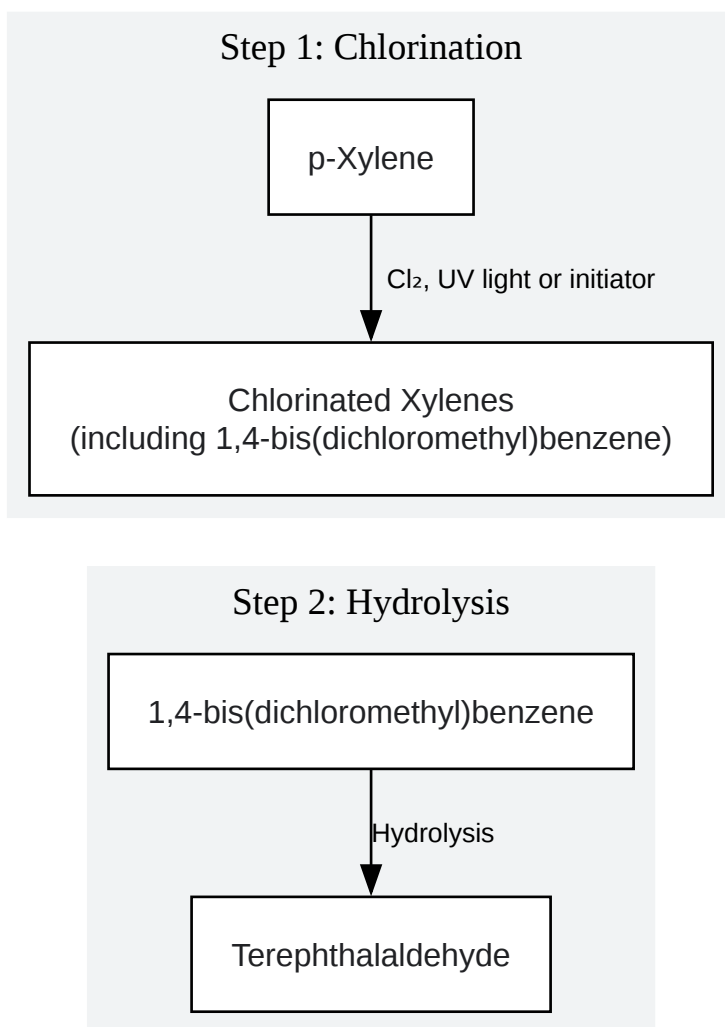 Step 1: Chlorination
p-Xylene
Cl₂, UV light or initiator
Chlorinated Xylenes
(including 1,4-bis(dichloromethyl)benzene)
Step 2: Hydrolysis
1,4-bis(dichloromethyl)benzene
Hydrolysis
Terephthalaldehyde